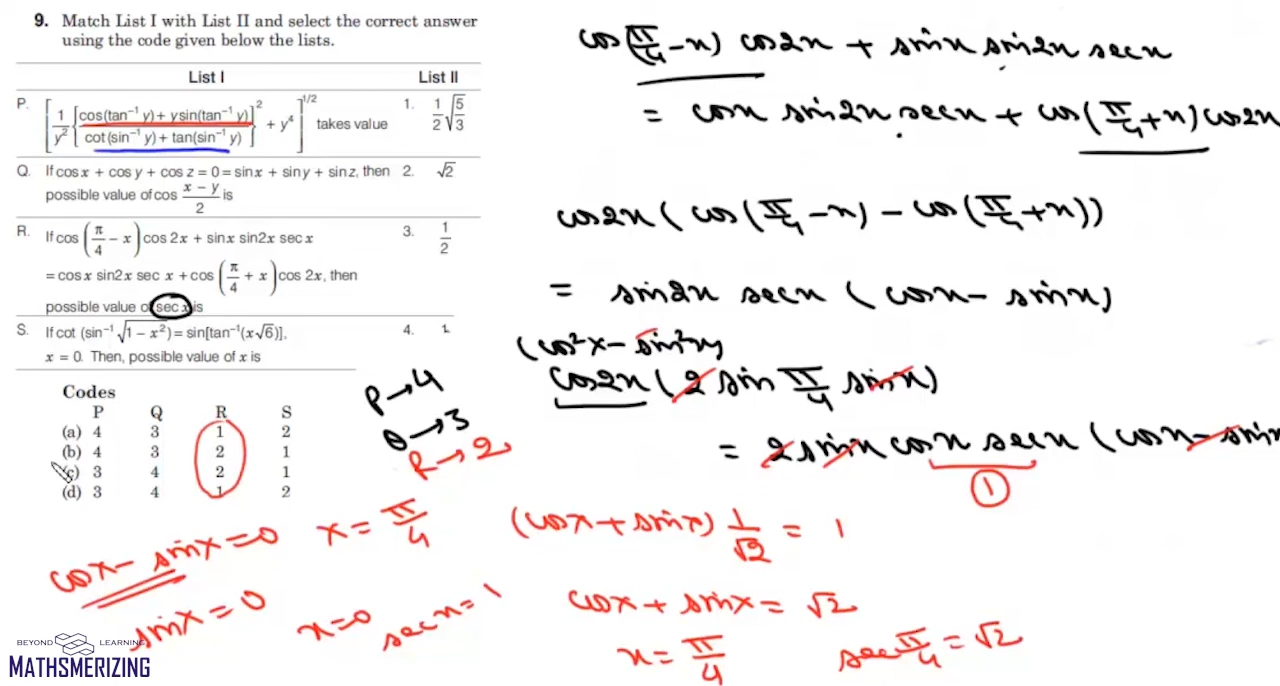 9. Match List I with List II and select the correct answer
using the code given below the lists.
List I List II
P. [1/y² {cos(tan⁻¹ y) + y sin(tan⁻¹ y) / cot(sin⁻¹ y) + tan(sin⁻¹ y)}² + y⁴]^1/2 takes value 1. 1/2 √5/3
Q. If cos x + cos y + cos z = 0 = sin x + sin y + sin z, then 2. √2
possible value of cos x − y / 2 is
R. If cos (π/4 − x) cos 2x + sin x sin 2x sec x 3. 1/2
= cos x sin 2x sec x + cos (π/4 + x) cos 2x, then
possible value of sec x is
S. If cot (sin⁻¹ √1 − x²) = sin[tan⁻¹(x√6)], 4. 1
x = 0. Then, possible value of x is
Codes
P Q R S
(a) 4 3 1 2
(b) 4 3 2 1
(c) 3 4 2 1
(d) 3 4 1 2
P→4
Q→3
R→2
cosx − sinx = 0 x = π/4
sinx = 0 x = 0 sec x = 1
cos(π/4 − x) cos2x + sinx sin2x secx
= cosx sin2x secx + cos(π/4 + x) cos2x
cos2x (cos(π/4 − x) − cos(π/4 + x))
= sin2x secx (cosx − sinx)
(cos²x − sin²x)
cos2x (2 sin π/4 sinx)
= 2 sinx cosx secx (cosx − sinx
1
(cosx + sinx) 1/√2 = 1
cosx + sinx = √2
x = π/4 sec π/4 = √2
BEYOND LEARNING
MATHSMERIZING